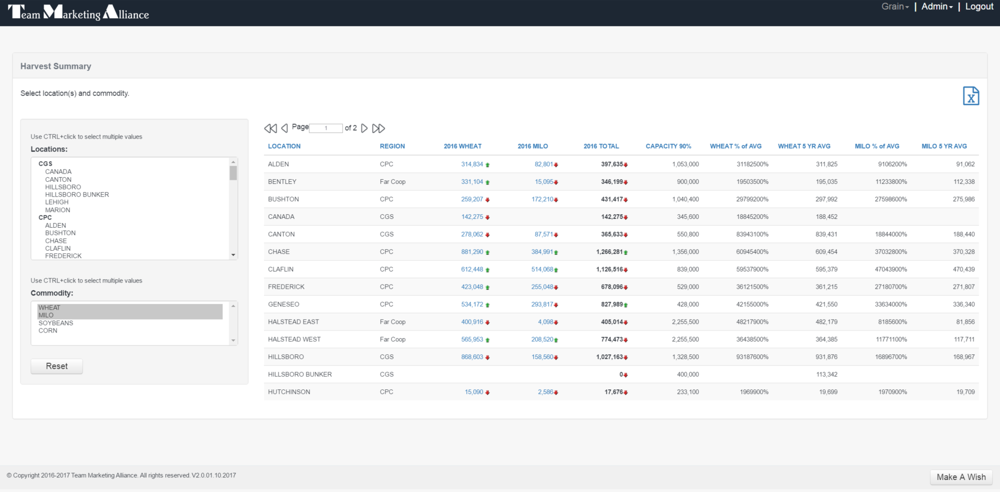 Team Marketing Alliance
Grain | Admin | Logout
Harvest Summary
Select location(s) and commodity.
Use CTRL+click to select multiple values
Locations:
CGS
CANADA
CANTON
HILLSBORO
HILLSBORO BUNKER
LEHIGH
MARION
CPC
ALDEN
BUSHTON
CHASE
CLAFLIN
FREDERICK
Use CTRL+click to select multiple values
Commodity:
WHEAT
MILO
SOYBEANS
CORN
Reset
Page 1 of 2
LOCATION REGION 2016 WHEAT 2016 MILO 2016 TOTAL CAPACITY 90% WHEAT % of AVG WHEAT 5 YR AVG MILO % of AVG MILO 5 YR AVG
ALDEN CPC 314,834 82,801 397,635 1,053,000 31182500% 311,825 9106200% 91,062
BENTLEY Far Coop 331,104 15,095 346,199 900,000 19503500% 195,035 11233800% 112,338
BUSHTON CPC 259,207 172,210 431,417 1,040,400 29799200% 297,992 27598600% 275,986
CANADA CGS 142,275 142,275 345,600 18845200% 188,452
CANTON CGS 278,062 87,571 365,633 550,800 83943100% 839,431 18844000% 188,440
CHASE CPC 881,290 384,991 1,266,281 1,356,000 60945400% 609,454 37032800% 370,328
CLAFLIN CPC 612,448 514,068 1,126,516 839,000 59537900% 595,379 47043900% 470,439
FREDERICK CPC 423,048 255,048 678,096 529,000 36121500% 361,215 27180700% 271,807
GENESEO CPC 534,172 293,817 827,989 428,000 42155000% 421,550 33634000% 336,340
HALSTEAD EAST Far Coop 400,916 4,098 405,014 2,255,500 48217900% 482,179 8185600% 81,856
HALSTEAD WEST Far Coop 565,953 208,520 774,473 2,255,500 36438500% 364,385 11771100% 117,711
HILLSBORO CGS 868,603 158,560 1,027,163 1,328,500 93187600% 931,876 16896700% 168,967
HILLSBORO BUNKER CGS 0 400,000 113,342
HUTCHINSON CPC 15,090 2,586 17,676 233,100 1969900% 19,699 1970900% 19,709
© Copyright 2016-2017 Team Marketing Alliance. All rights reserved. V2.0.01.10.2017
Make A Wish